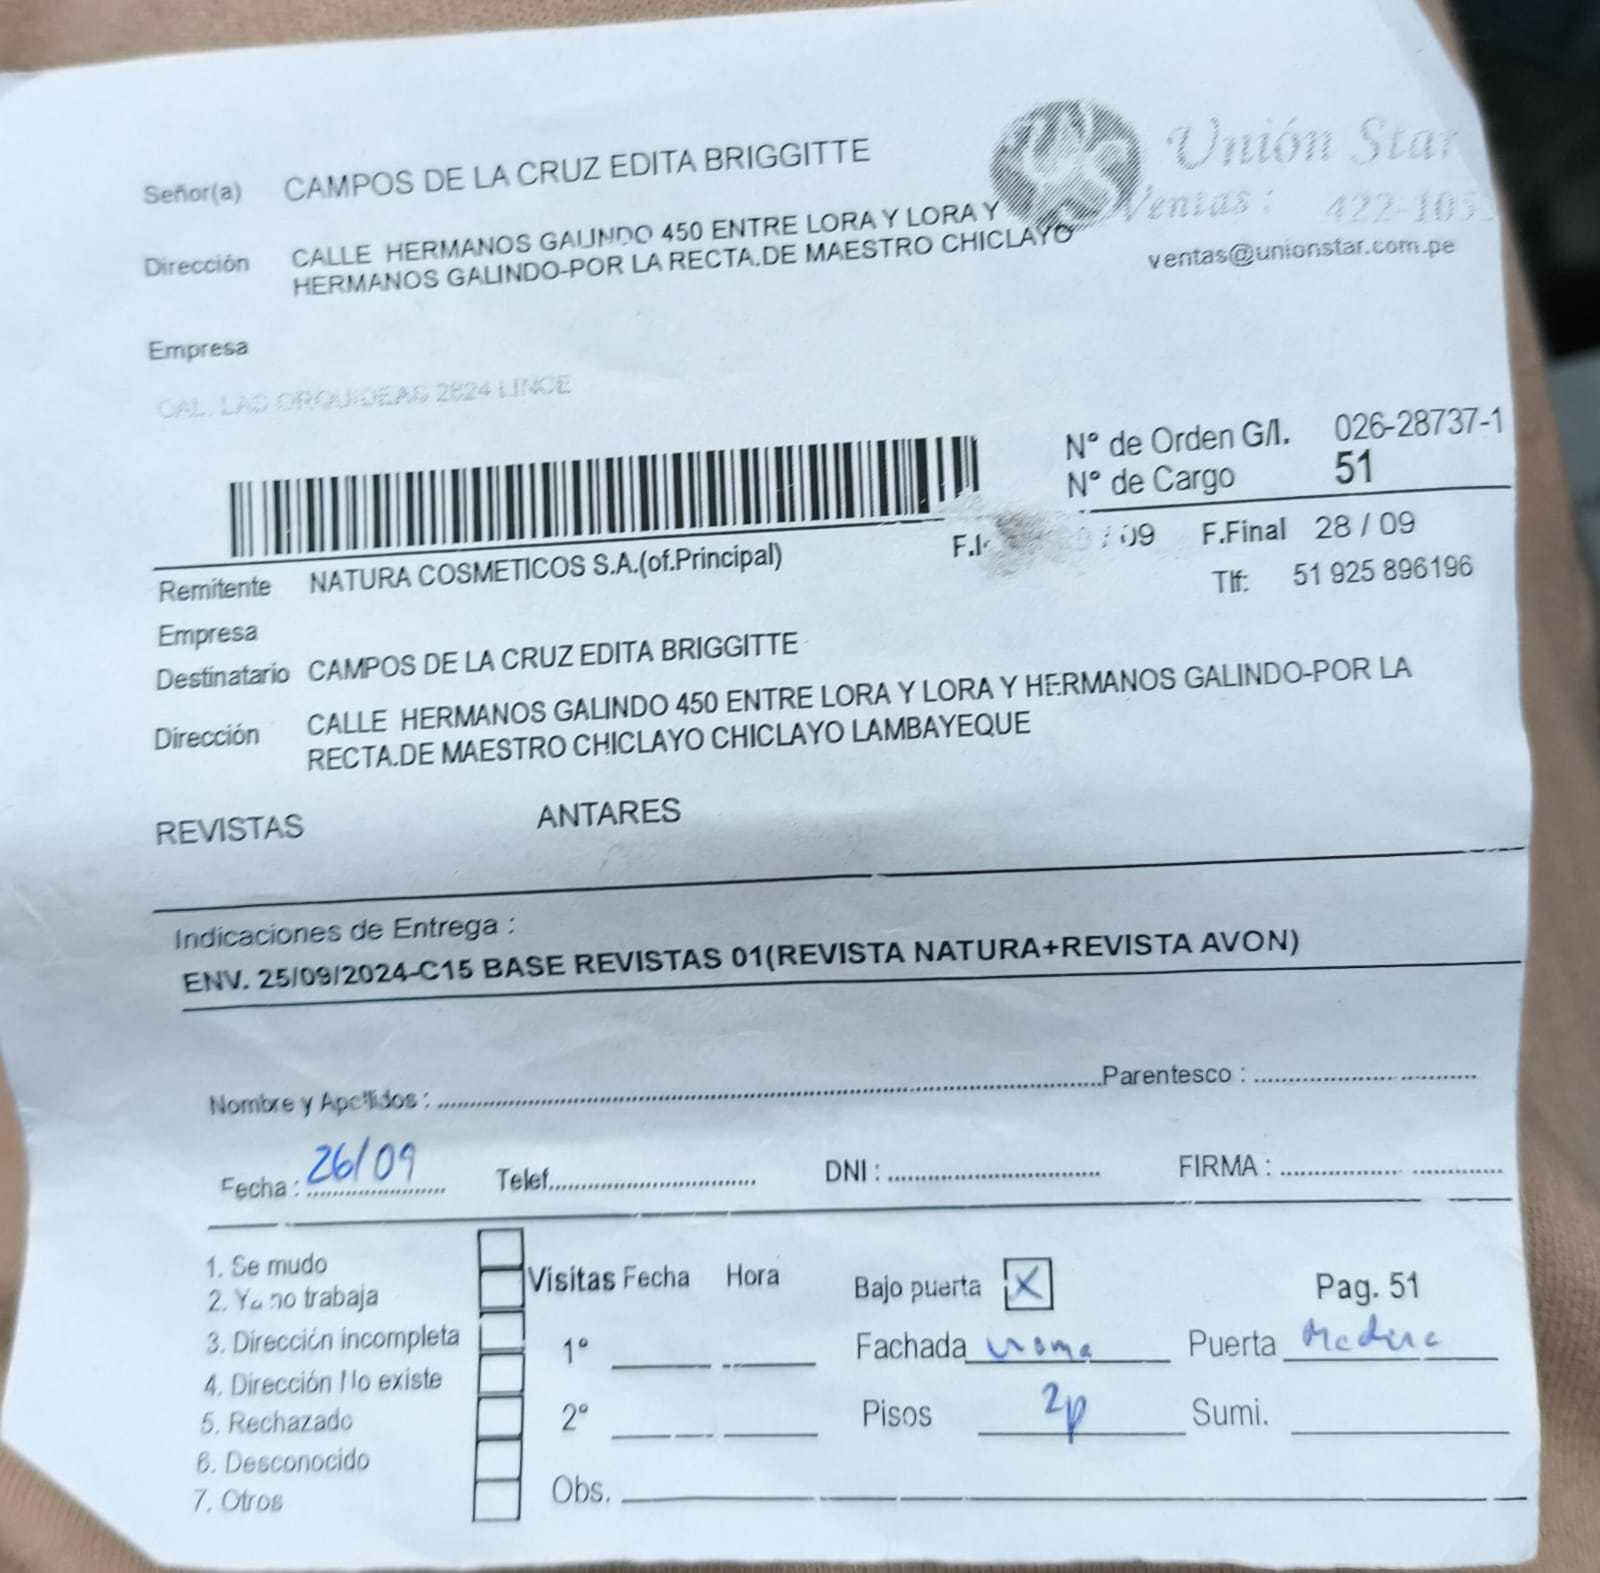 Unión Star
Señor(a) CAMPOS DE LA CRUZ EDITA BRIGGITTE
Ventas :
Dirección CALLE HERMANOS GALINDO 450 ENTRE LORA Y LORA Y
HERMANOS GALINDO-POR LA RECTA.DE MAESTRO CHICLAYO
ventas@unionstar.com.pe
Empresa
CAL. LAS ORQUIDEAS 2624 LINCE
N° de Orden G/I. 026-28737-1
N° de Cargo 51
/ 09 F.Final 28 / 09
Remitente NATURA COSMETICOS S.A.(of.Principal)
Tlf: 51 925 896196
Empresa
Destinatario CAMPOS DE LA CRUZ EDITA BRIGGITTE
Dirección CALLE HERMANOS GALINDO 450 ENTRE LORA Y LORA Y HERMANOS GALINDO-POR LA
RECTA.DE MAESTRO CHICLAYO CHICLAYO LAMBAYEQUE
REVISTAS ANTARES
Indicaciones de Entrega :
ENV. 25/09/2024-C15 BASE REVISTAS 01(REVISTA NATURA+REVISTA AVON)
Nombre y Apellidos : Parentesco :
Fecha : 26/09 Telef. DNI : FIRMA :
1. Se mudo
2. Ya no trabaja
3. Dirección incompleta
4. Dirección No existe
5. Rechazado
6. Desconocido
7. Otros
Visitas Fecha Hora
1°
2°
Obs.
Bajo puerta X Pag. 51
Fachada Puerta Madera
Pisos 2p Sumi.